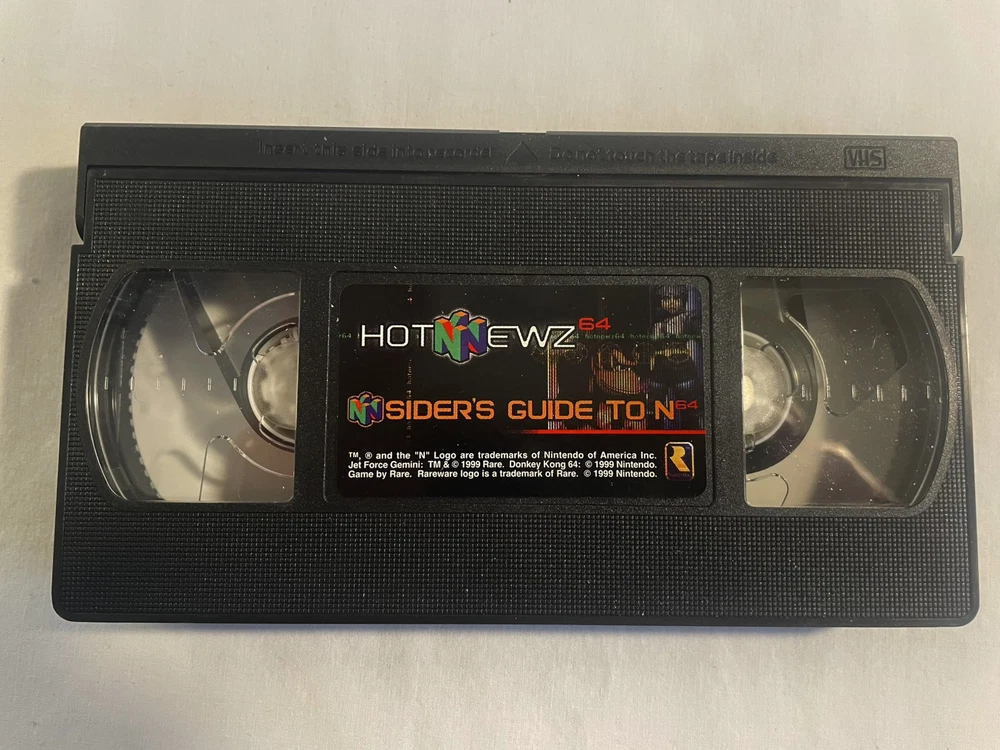 Insert this side into recorder Do not touch the tape inside VHS
HOT NEWZ 64
NSIDER'S GUIDE TO N64
TM, ® and the "N" Logo are trademarks of Nintendo of America Inc.
Jet Force Gemini: TM & © 1999 Rare. Donkey Kong 64: © 1999 Nintendo.
Game by Rare. Rareware logo is a trademark of Rare. © 1999 Nintendo.